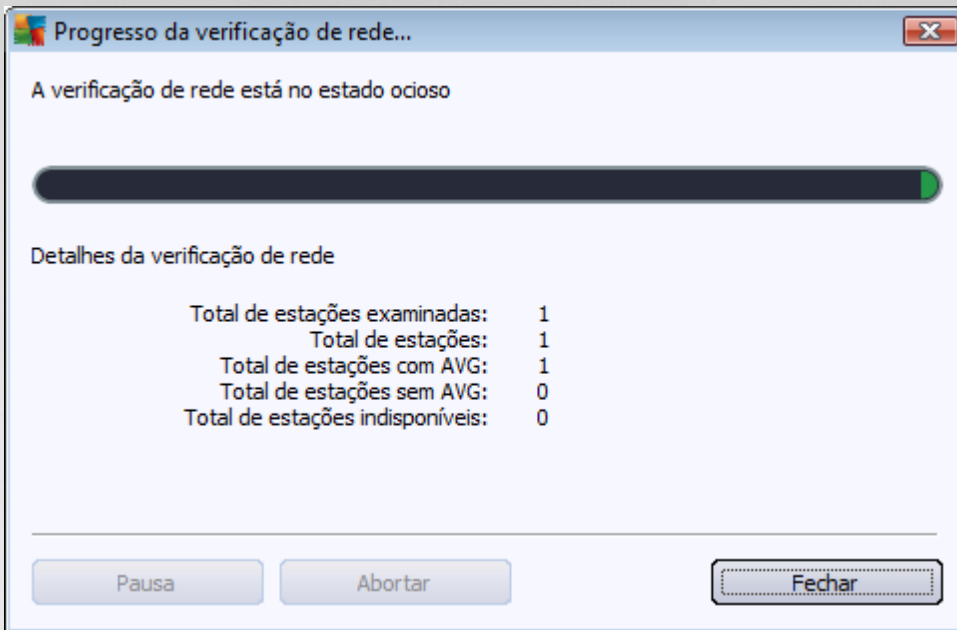 Progresso da verificação de rede...
A verificação de rede está no estado ocioso
Detalhes da verificação de rede
Total de estações examinadas: 1
Total de estações: 1
Total de estações com AVG: 1
Total de estações sem AVG: 0
Total de estações indisponíveis: 0
Pausa Abortar Fechar